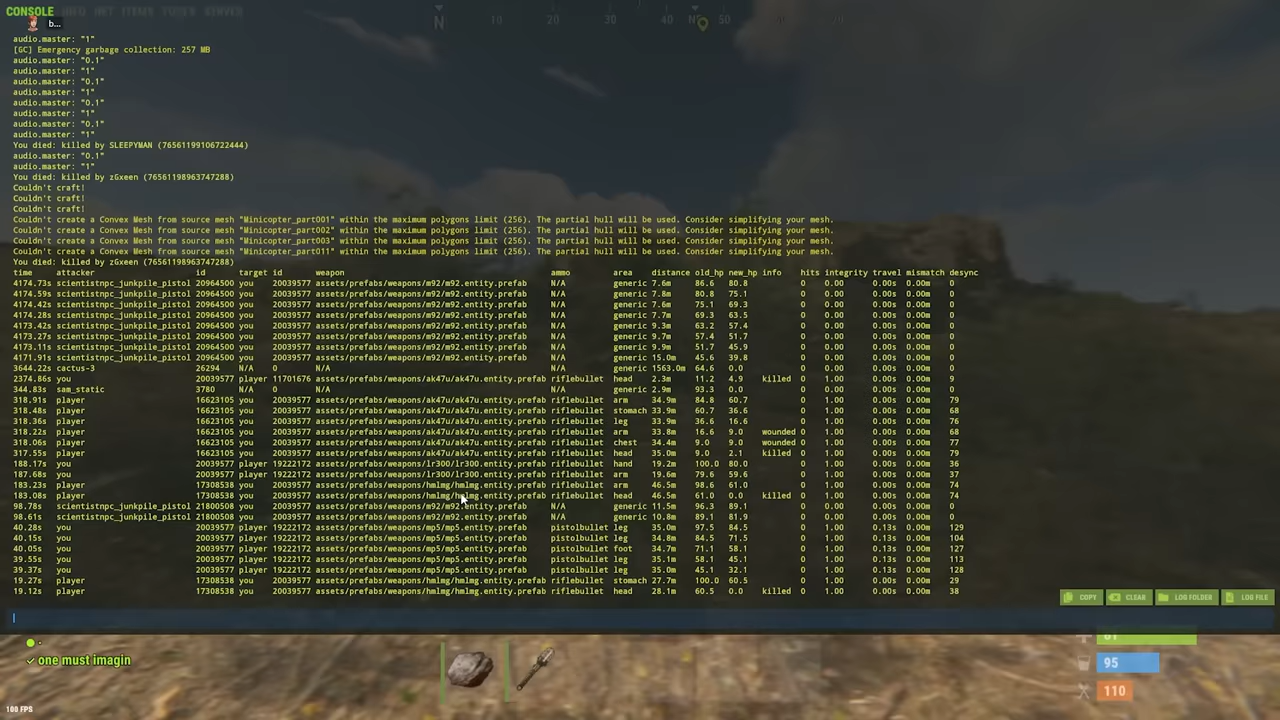 CONSOLE INFO NET ITEMS TUNES SERVER
b...
N 10 20 30 40 N 50 70
audio.master: "1"
[GC] Emergency garbage collection: 257 MB
audio.master: "0.1"
audio.master: "1"
audio.master: "0.1"
audio.master: "1"
audio.master: "0.1"
audio.master: "1"
audio.master: "0.1"
audio.master: "1"
You died: killed by SLEEPYMAN (76561199106722444)
audio.master: "0.1"
audio.master: "1"
You died: killed by zGxeen (76561198963747288)
Couldn't craft!
Couldn't craft!
Couldn't craft!
Couldn't create a Convex Mesh from source mesh "Minicopter_part001" within the maximum polygons limit (256). The partial hull will be used. Consider simplifying your mesh.
Couldn't create a Convex Mesh from source mesh "Minicopter_part002" within the maximum polygons limit (256). The partial hull will be used. Consider simplifying your mesh.
Couldn't create a Convex Mesh from source mesh "Minicopter_part003" within the maximum polygons limit (256). The partial hull will be used. Consider simplifying your mesh.
Couldn't create a Convex Mesh from source mesh "Minicopter_part011" within the maximum polygons limit (256). The partial hull will be used. Consider simplifying your mesh.
You died: killed by zGxeen (76561198963747288)
time attacker id target id weapon ammo area distance old_hp new_hp info hits integrity travel mismatch desync
4174.73s scientistnpc_junkpile_pistol 20964500 you 20039577 assets/prefabs/weapons/m92/m92.entity.prefab N/A generic 7.6m 86.6 80.8 0 0.00 0.00s 0.00m 0
4174.59s scientistnpc_junkpile_pistol 20964500 you 20039577 assets/prefabs/weapons/m92/m92.entity.prefab N/A generic 7.8m 80.8 75.1 0 0.00 0.00s 0.00m 0
4174.42s scientistnpc_junkpile_pistol 20964500 you 20039577 assets/prefabs/weapons/m92/m92.entity.prefab N/A generic 7.6m 75.1 69.3 0 0.00 0.00s 0.00m 0
4174.28s scientistnpc_junkpile_pistol 20964500 you 20039577 assets/prefabs/weapons/m92/m92.entity.prefab N/A generic 7.7m 69.3 63.5 0 0.00 0.00s 0.00m 0
4173.42s scientistnpc_junkpile_pistol 20964500 you 20039577 assets/prefabs/weapons/m92/m92.entity.prefab N/A generic 9.3m 63.2 57.4 0 0.00 0.00s 0.00m 0
4173.27s scientistnpc_junkpile_pistol 20964500 you 20039577 assets/prefabs/weapons/m92/m92.entity.prefab N/A generic 9.7m 57.4 51.7 0 0.00 0.00s 0.00m 0
4173.11s scientistnpc_junkpile_pistol 20964500 you 20039577 assets/prefabs/weapons/m92/m92.entity.prefab N/A generic 9.9m 51.7 45.9 0 0.00 0.00s 0.00m 0
4171.91s scientistnpc_junkpile_pistol 20964500 you 20039577 assets/prefabs/weapons/m92/m92.entity.prefab N/A generic 15.0m 45.6 39.8 0 0.00 0.00s 0.00m 0
3644.22s cactus-3 26294 N/A 0 N/A N/A generic 1563.0m 64.6 0.0 0 0.00 0.00s 0.00m 0
2374.86s you 20039577 player 11701676 assets/prefabs/weapons/ak47u/ak47u.entity.prefab riflebullet head 2.3m 11.2 4.9 killed 0 1.00 0.00s 0.00m 9
344.83s sam_static 3780 N/A 0 N/A N/A generic 2.9m 93.3 0.0 0 0.00 0.00s 0.00m 0
318.91s player 16623105 you 20039577 assets/prefabs/weapons/ak47u/ak47u.entity.prefab riflebullet arm 34.9m 84.8 60.7 0 1.00 0.00s 0.00m 79
318.48s player 16623105 you 20039577 assets/prefabs/weapons/ak47u/ak47u.entity.prefab riflebullet stomach 33.9m 60.7 36.6 0 1.00 0.00s 0.00m 68
318.36s player 16623105 you 20039577 assets/prefabs/weapons/ak47u/ak47u.entity.prefab riflebullet leg 33.9m 36.6 16.6 0 1.00 0.00s 0.00m 79
318.22s player 16623105 you 20039577 assets/prefabs/weapons/ak47u/ak47u.entity.prefab riflebullet arm 33.8m 16.6 9.0 wounded 0 1.00 0.00s 0.00m 68
318.06s player 16623105 you 20039577 assets/prefabs/weapons/ak47u/ak47u.entity.prefab riflebullet chest 34.4m 9.0 9.0 wounded 0 1.00 0.00s 0.00m 77
317.55s player 16623105 you 20039577 assets/prefabs/weapons/ak47u/ak47u.entity.prefab riflebullet head 35.0m 9.0 2.1 killed 0 1.00 0.00s 0.00m 79
188.17s you 20039577 player 19222172 assets/prefabs/weapons/lr300/lr300.entity.prefab riflebullet hand 19.2m 100.0 80.0 0 1.00 0.00s 0.00m 36
187.68s you 20039577 player 19222172 assets/prefabs/weapons/lr300/lr300.entity.prefab riflebullet arm 19.6m 79.6 59.6 0 1.00 0.00s 0.00m 37
183.23s player 17308538 you 20039577 assets/prefabs/weapons/hmlmg/hmlmg.entity.prefab riflebullet arm 46.5m 98.6 61.0 0 1.00 0.00s 0.00m 74
183.08s player 17308538 you 20039577 assets/prefabs/weapons/hmlmg/hmlmg.entity.prefab riflebullet head 46.5m 61.0 0.0 killed 0 1.00 0.00s 0.00m 74
98.78s scientistnpc_junkpile_pistol 21800508 you 20039577 assets/prefabs/weapons/m92/m92.entity.prefab N/A generic 11.5m 96.3 89.1 0 0.00 0.00s 0.00m 0
98.61s scientistnpc_junkpile_pistol 21800508 you 20039577 assets/prefabs/weapons/m92/m92.entity.prefab N/A generic 10.8m 89.1 81.9 0 0.00 0.00s 0.00m 0
40.28s you 20039577 player 19222172 assets/prefabs/weapons/mp5/mp5.entity.prefab pistolbullet leg 35.0m 97.5 84.5 0 1.00 0.13s 0.00m 129
40.15s you 20039577 player 19222172 assets/prefabs/weapons/mp5/mp5.entity.prefab pistolbullet leg 34.8m 84.5 71.5 0 1.00 0.13s 0.00m 104
40.05s you 20039577 player 19222172 assets/prefabs/weapons/mp5/mp5.entity.prefab pistolbullet foot 34.7m 71.1 58.1 0 1.00 0.13s 0.00m 127
39.55s you 20039577 player 19222172 assets/prefabs/weapons/mp5/mp5.entity.prefab pistolbullet leg 35.1m 58.1 45.1 0 1.00 0.13s 0.00m 113
39.37s you 20039577 player 19222172 assets/prefabs/weapons/mp5/mp5.entity.prefab pistolbullet leg 35.0m 45.1 32.1 0 1.00 0.13s 0.00m 128
19.27s player 17308538 you 20039577 assets/prefabs/weapons/hmlmg/hmlmg.entity.prefab riflebullet stomach 27.7m 100.0 60.5 0 1.00 0.00s 0.00m 29
19.12s player 17308538 you 20039577 assets/prefabs/weapons/hmlmg/hmlmg.entity.prefab riflebullet head 28.1m 60.5 0.0 killed 0 1.00 0.00s 0.00m 38
COPY CLEAR LOG FOLDER LOG FILE
61
one must imagin
95
110
100 FPS